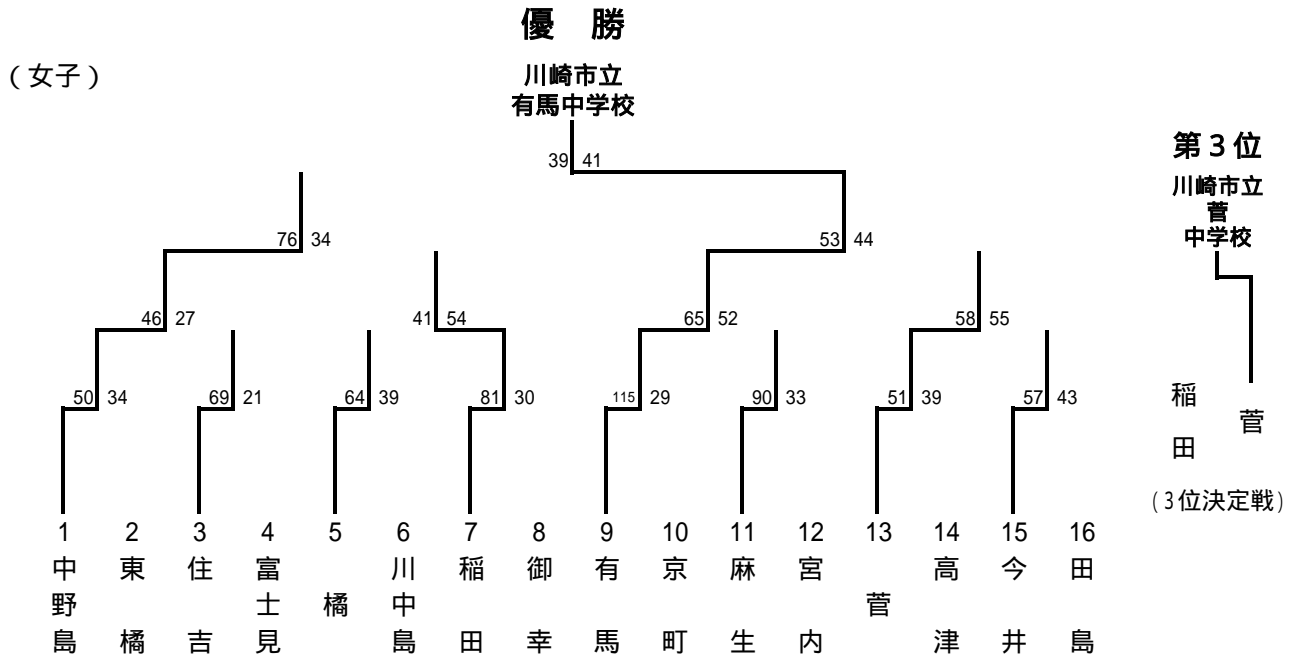 優 勝
(女子)
川崎市立
有馬中学校
39 41
第3位
川崎市立
菅
中学校
76 34
53 44
46 27
41 54
65 52
58 55
50 34
69 21
64 39
81 30
115 29
90 33
51 39
57 43
稲田
菅
(3位決定戦)
1 2 3 4 5 6 7 8 9 10 11 12 13 14 15 16
中野島
東橘
住吉
富士見
橘
川中島
稲田
御幸
有馬
京町
麻生
宮内
菅
高津
今井
田島